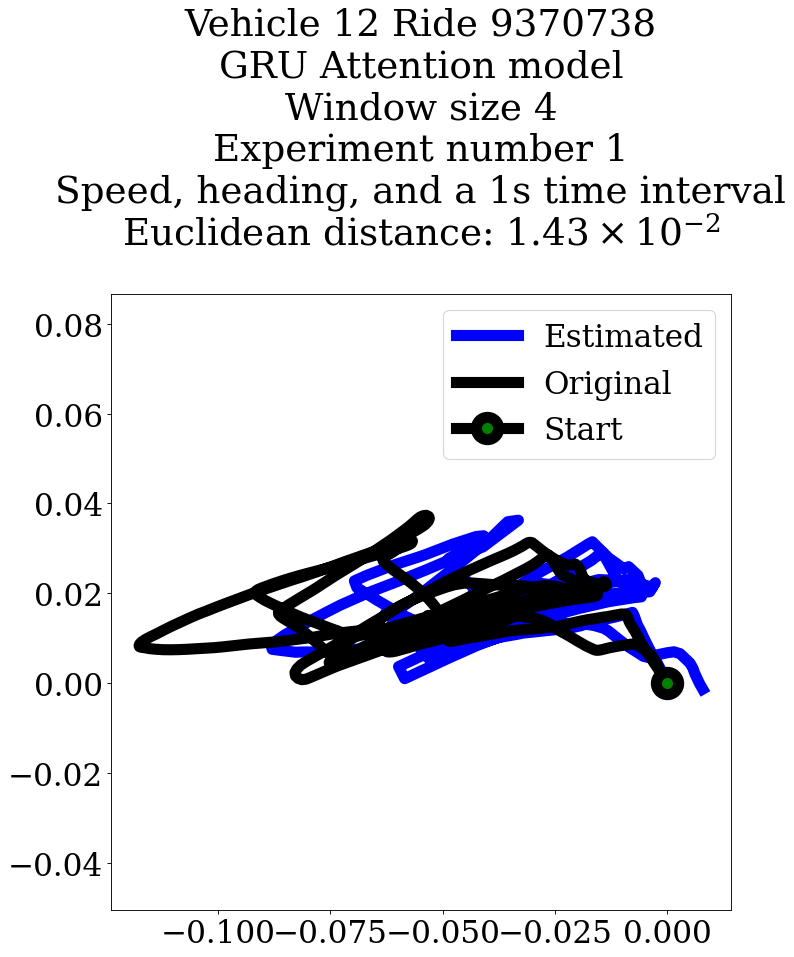 Vehicle 12 Ride 9370738
GRU Attention model
Window size 4
Experiment number 1
Speed, heading, and a 1s time interval
Euclidean distance: 1.43 × 10⁻²
Estimated
Original
Start
0.08
0.06
0.04
0.02
0.00
−0.02
−0.04
−0.100 −0.075 −0.050 −0.025 0.000